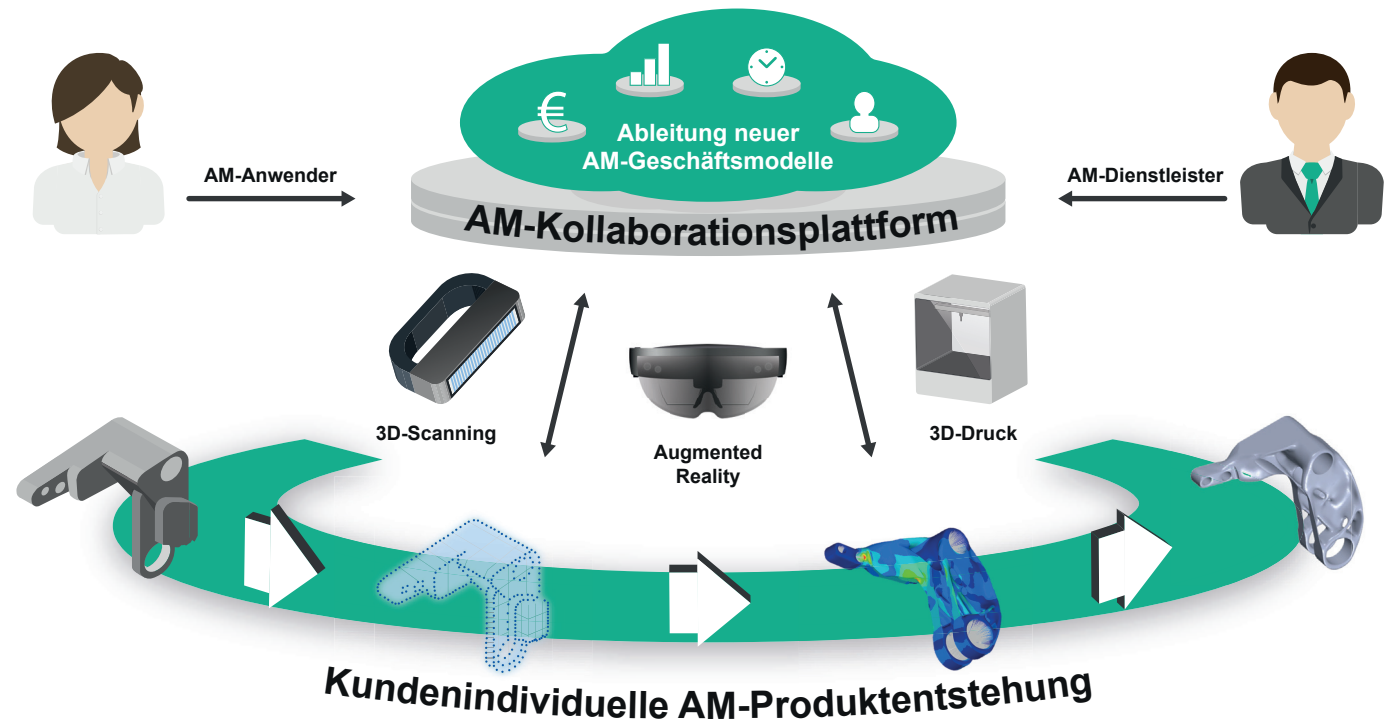 €
Ableitung neuer
AM-Geschäftsmodelle
AM-Anwender
AM-Dienstleister
AM-Kollaborationsplattform
3D-Scanning
Augmented
Reality
3D-Druck
Kundenindividuelle AM-Produktentstehung